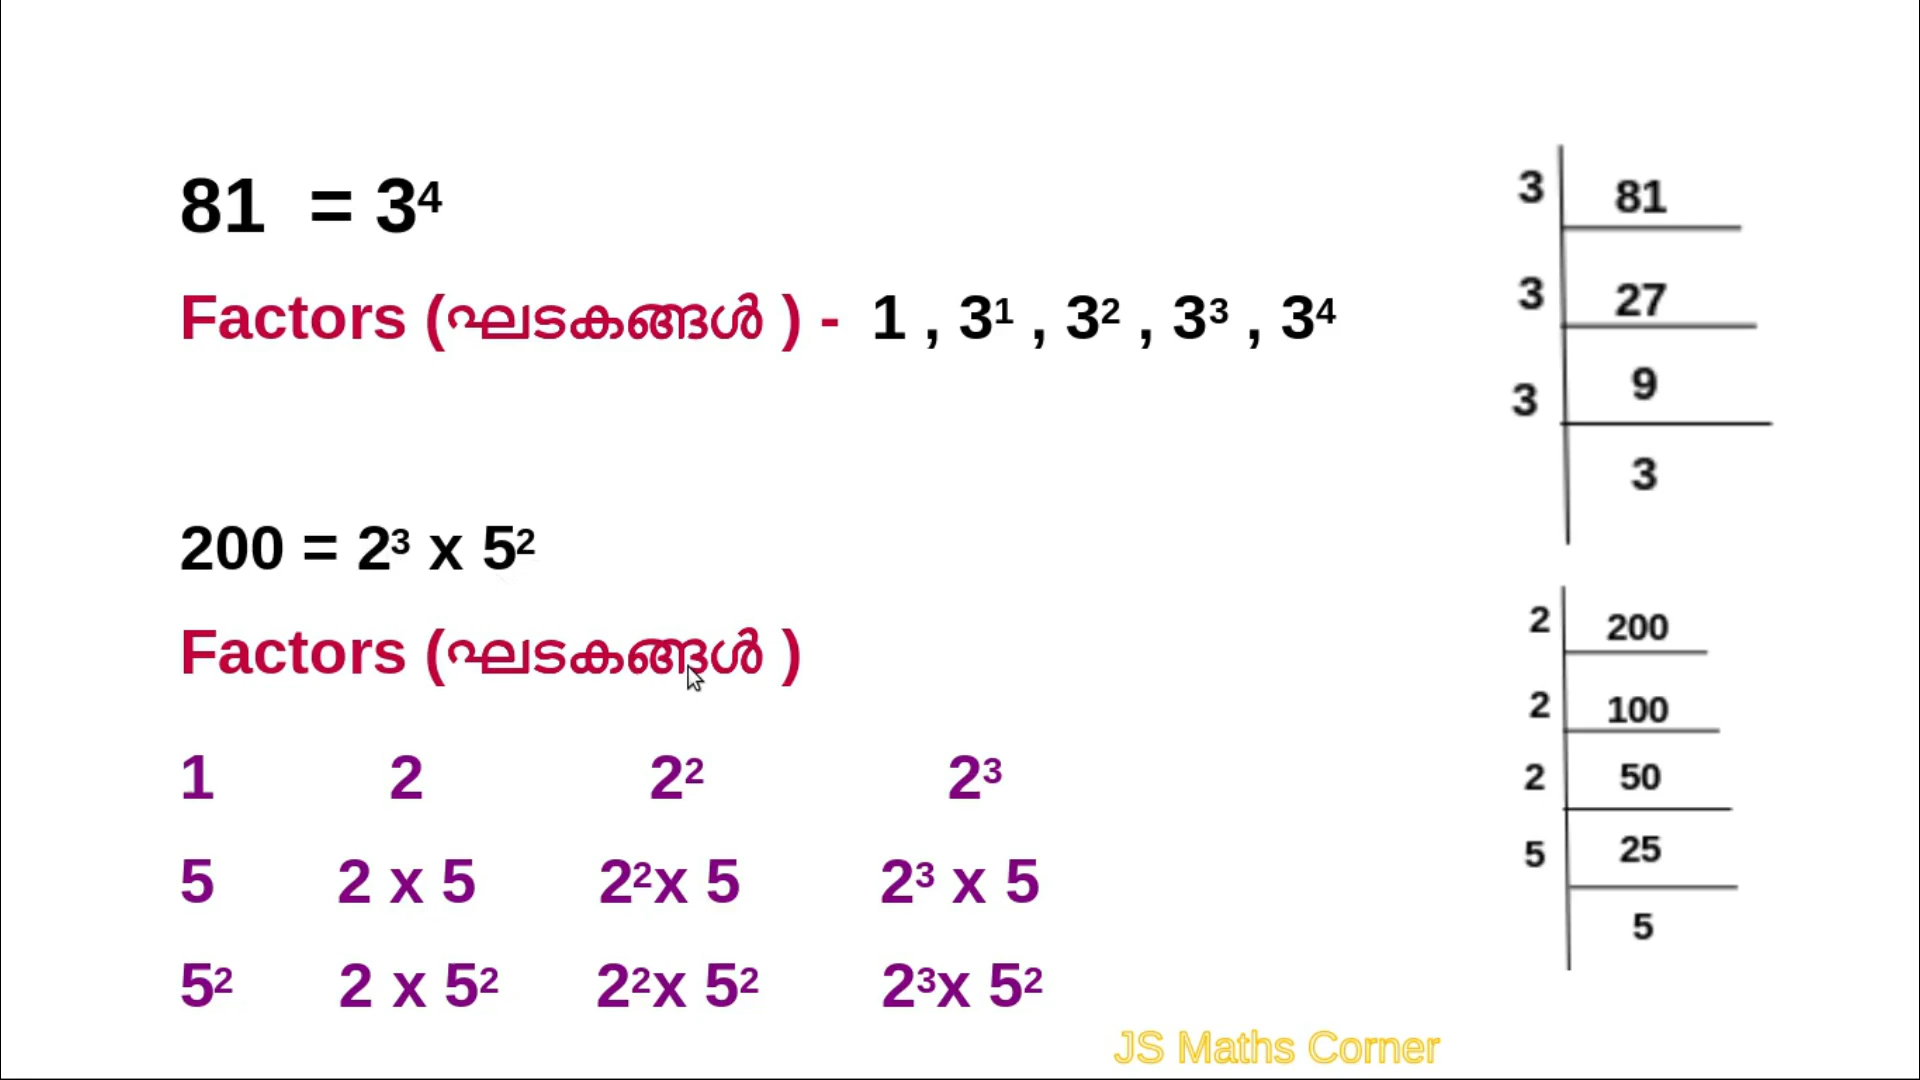 81 = 3⁴
Factors (ഘടകങ്ങൾ ) - 1 , 3¹ , 3² , 3³ , 3⁴
200 = 2³ x 5²
Factors (ഘടകങ്ങൾ )
1 2 2² 2³
5 2 x 5 2²x 5 2³ x 5
5² 2 x 5² 2²x 5² 2³x 5²
3 81
3 27
3 9
3
2 200
2 100
2 50
5 25
5
JS Maths Corner